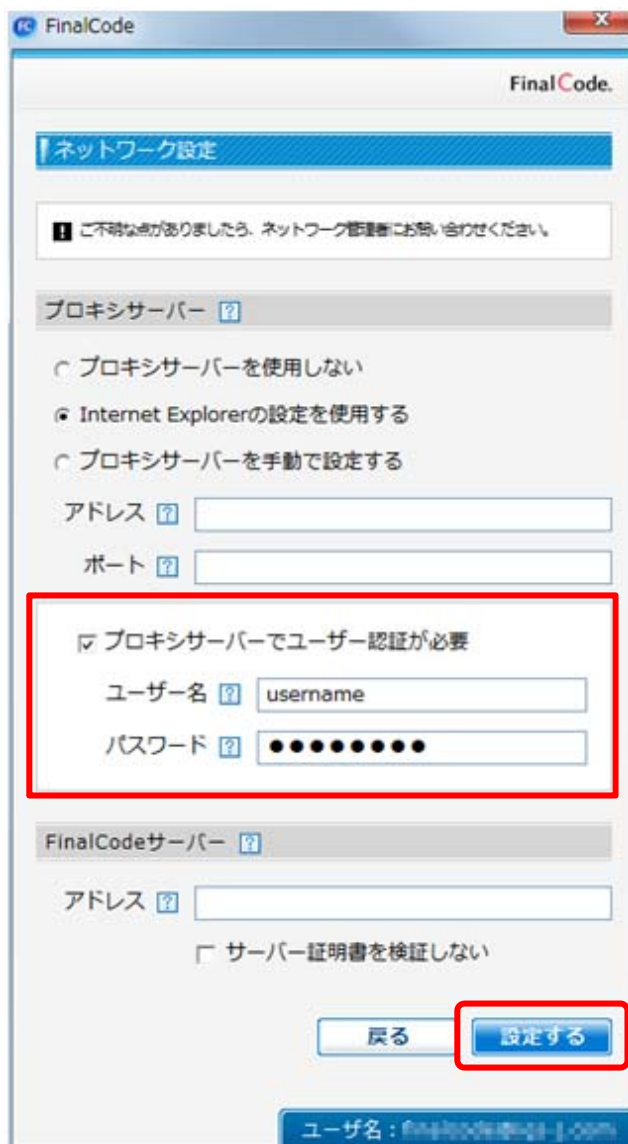 FinalCode
FinalCode.
ネットワーク設定
! ご不明な点がありましたら、ネットワーク管理者にお問い合わせください。
プロキシサーバー ?
プロキシサーバーを使用しない
Internet Explorerの設定を使用する
プロキシサーバーを手動で設定する
アドレス ?
ポート ?
プロキシサーバーでユーザー認証が必要
ユーザー名 ? username
パスワード ? ●●●●●●●●
FinalCodeサーバー ?
アドレス ?
サーバー証明書を検証しない
戻る 設定する
ユーザ名 :